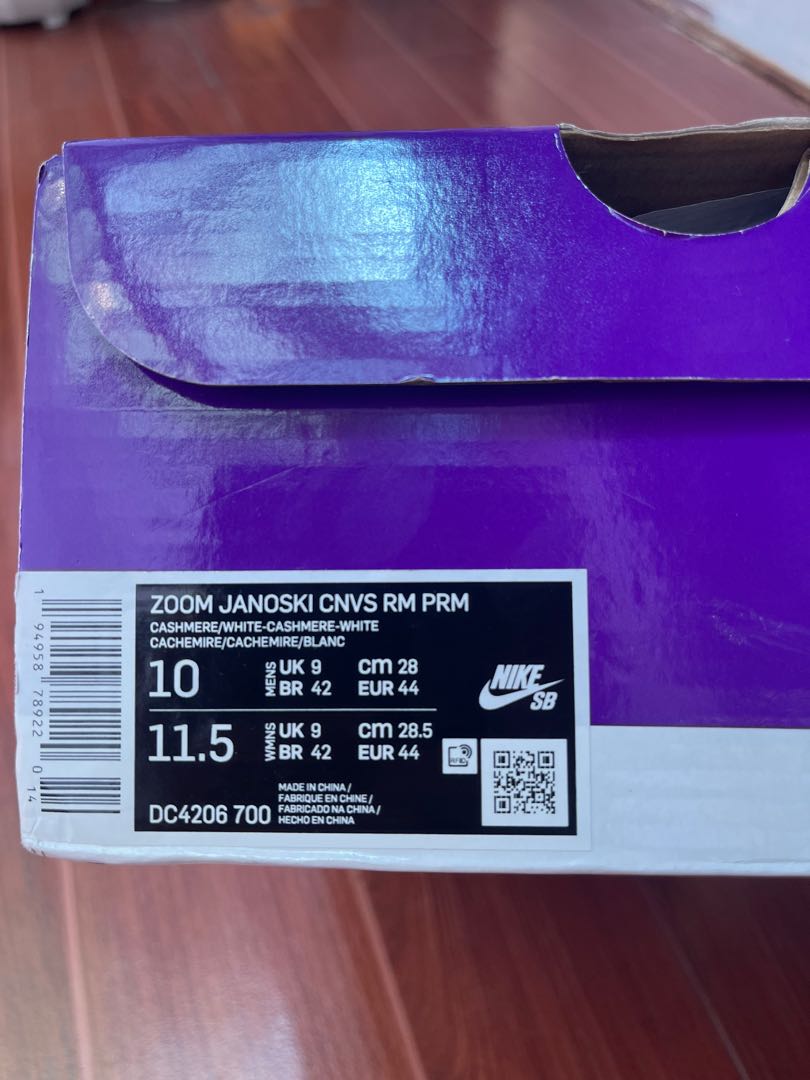 ZOOM JANOSKI CNVS RM PRM
CASHMERE/WHITE-CASHMERE-WHITE
CACHEMIRE/CACHEMIRE/BLANC
10 MENS UK 9 cm 28
BR 42 EUR 44
11.5 WMNS UK 9 cm 28.5
BR 42 EUR 44
NIKE
SB
RFID
DC4206 700
MADE IN CHINA /
FABRIQUE EN CHINE /
FABRICADO NA CHINA /
HECHO EN CHINA
1 94958 78922 0 14